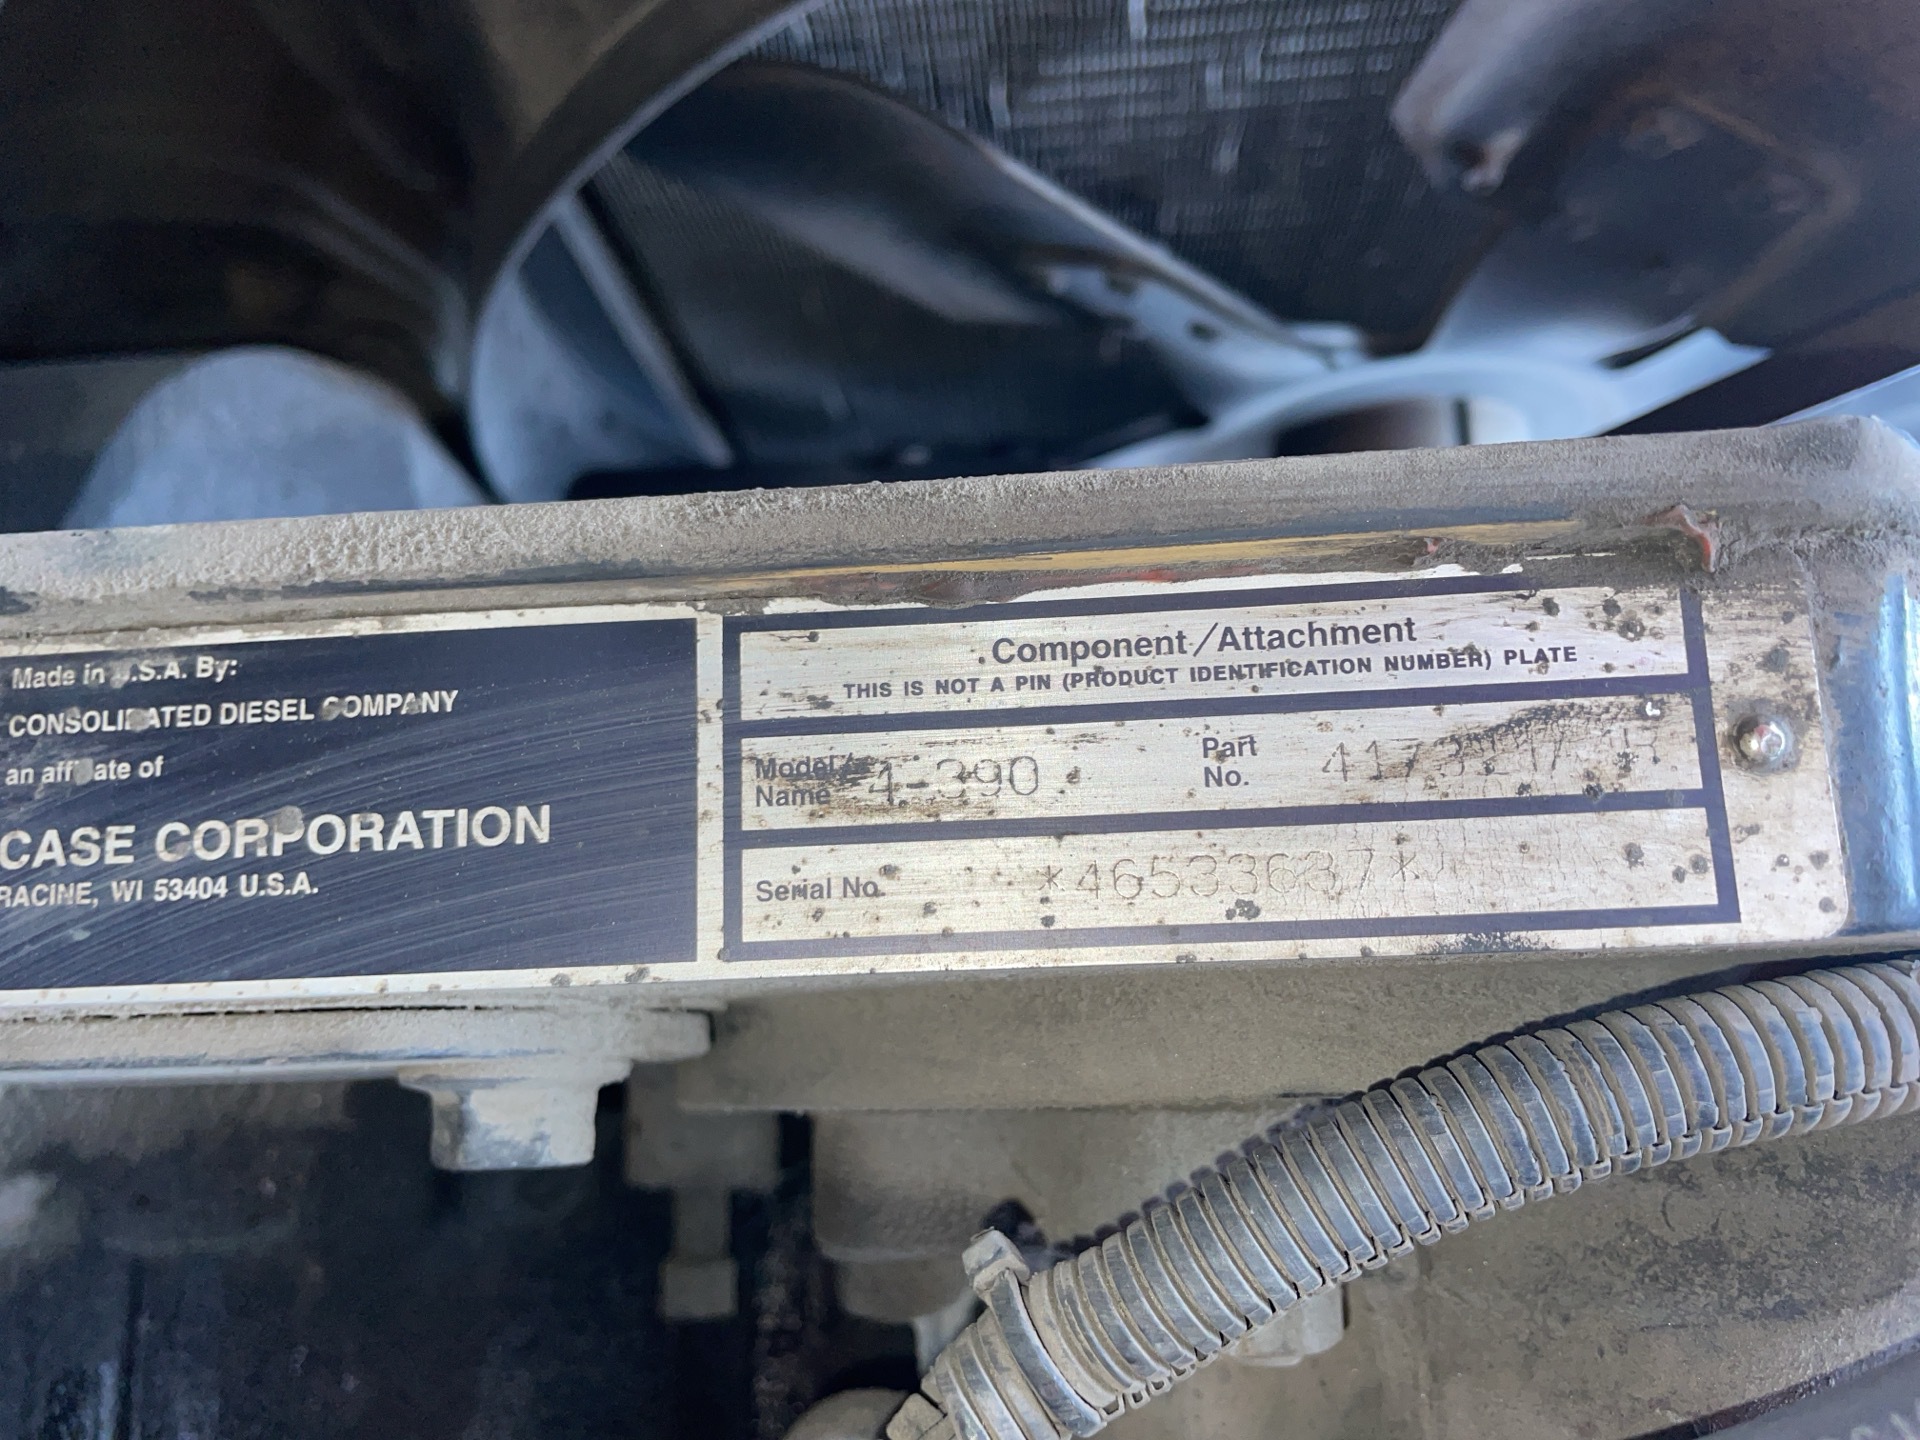 Made in U.S.A. By:
CONSOLIDATED DIESEL COMPANY
an affiliate of
CASE CORPORATION
RACINE, WI 53404 U.S.A.
Component/Attachment
THIS IS NOT A PIN (PRODUCT IDENTIFICATION NUMBER) PLATE
Model/
Name 4-390
Part
No.
Serial No. *46533637*